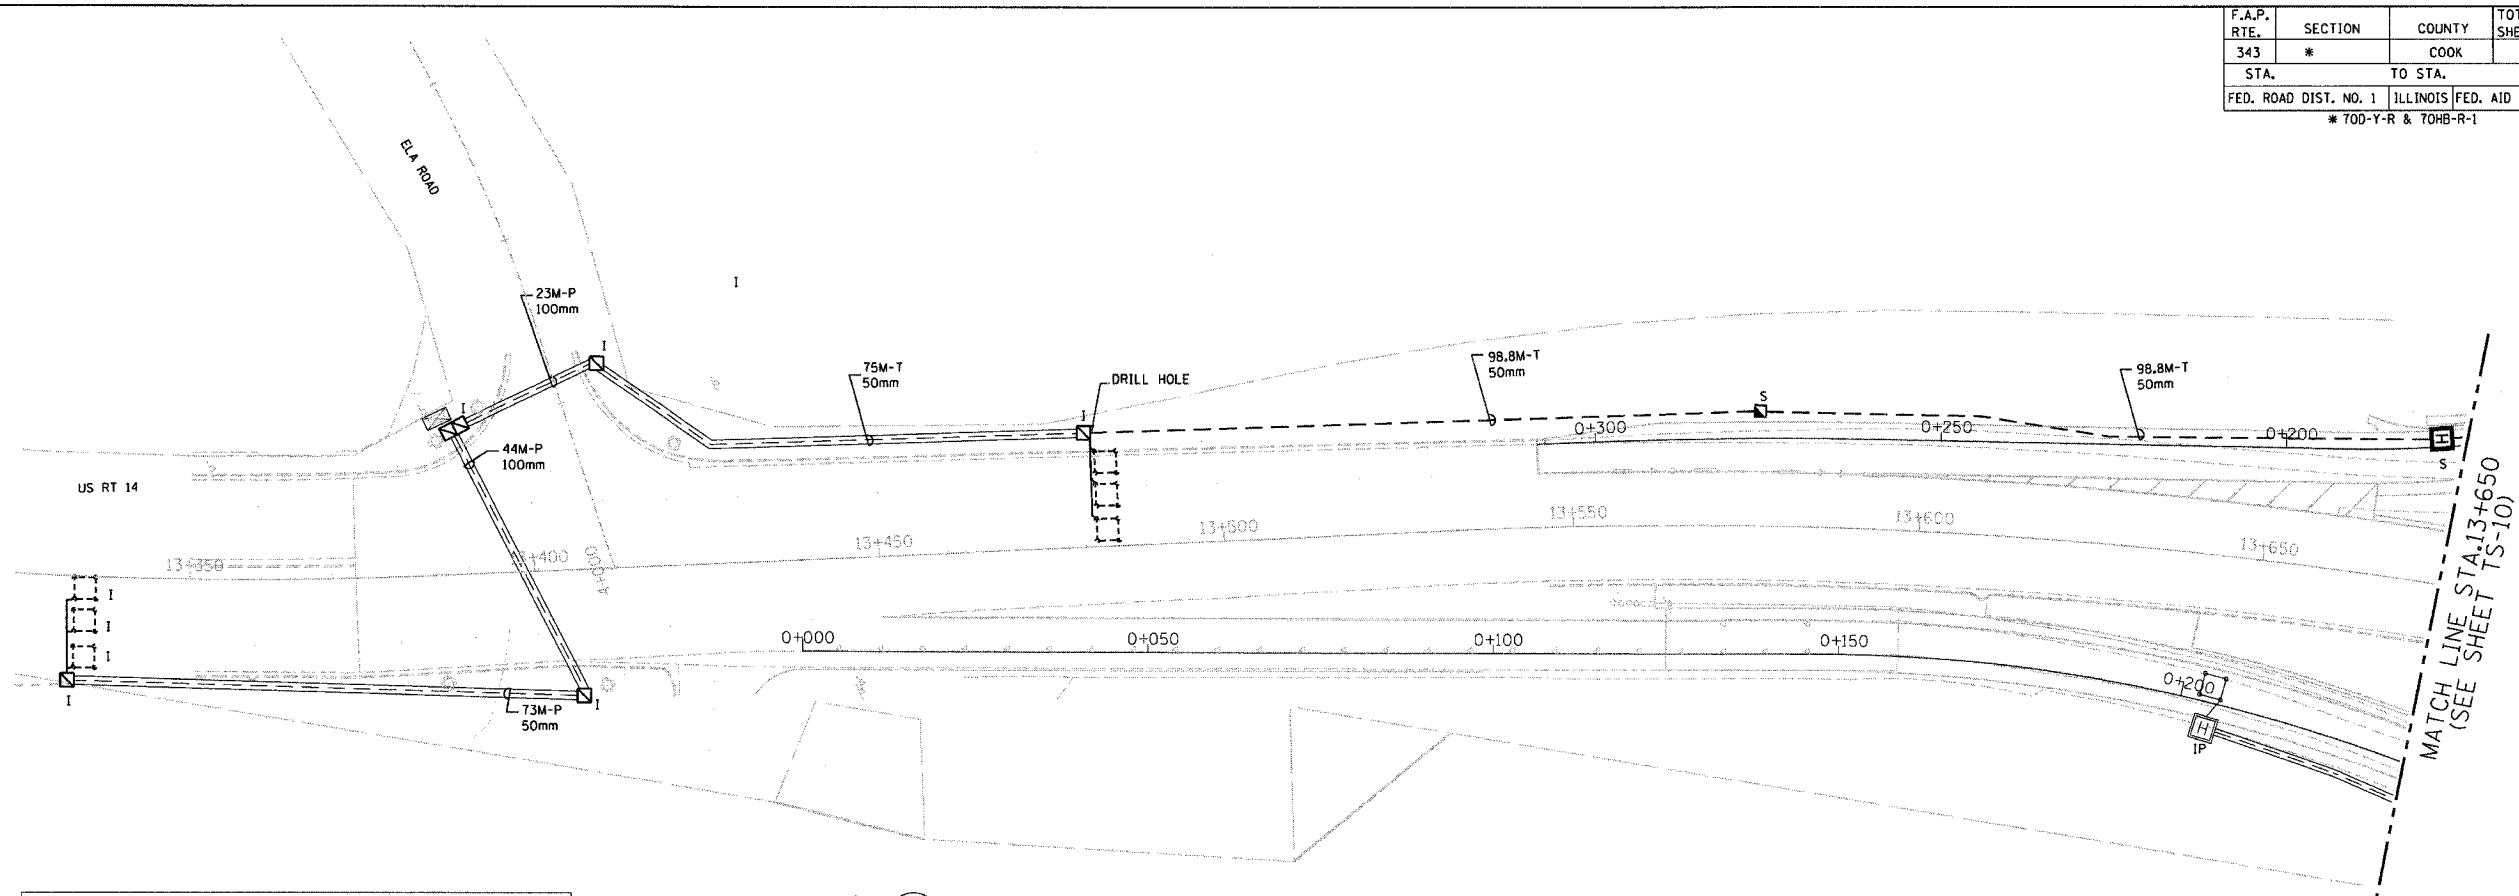 F.A.P. RTE. SECTION COUNTY
343 * COOK
STA. TO STA.
FED. ROAD DIST. NO. 1 ILLINOIS FED. AID
* 70D-Y-R & 70HB-R-1
ELA ROAD
I
23M-P
100mm
I
75M-T
50mm
DRILL HOLE
98.8M-T
50mm
98.8M-T
50mm
I
I
S
0+300
0+250
0+200
S
44M-P
100mm
US RT 14
13+350
13+400
13+450
13+500
13+550
13+600
13+650
I
I
I
0+000
0+050
0+100
0+150
0+200
I
I
73M-P
50mm
H
H
IP
MATCH LINE STA.13+650
(SEE SHEET TS-10)